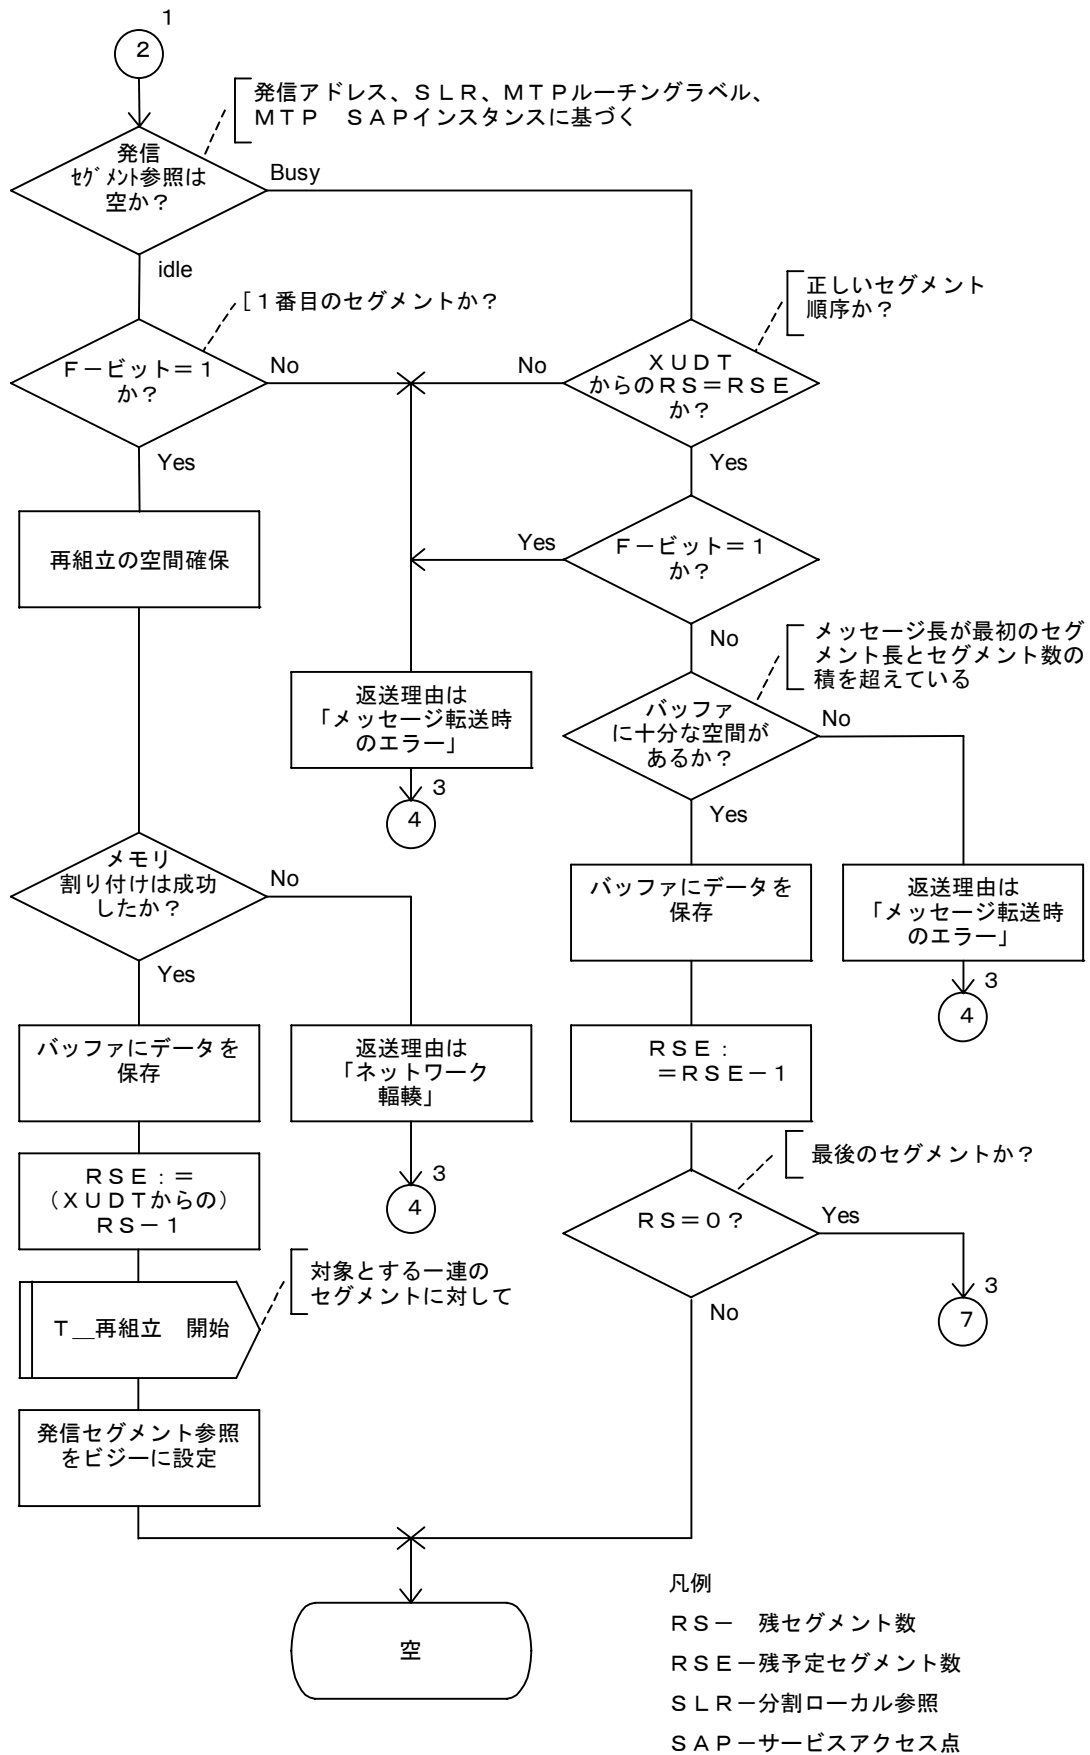 1
2
発信アドレス、ＳＬＲ、ＭＴＰルーチングラベル、
ＭＴＰ　ＳＡＰインスタンスに基づく
発信
ｾｸﾞﾒﾝﾄ参照は
空か？
Busy
idle
[１番目のセグメントか？
正しいセグメント
順序か？
Ｆ－ビット＝１
か？
No
No
ＸＵＤＴ
からのＲＳ＝ＲＳＥ
か？
Yes
Yes
再組立の空間確保
Yes
Ｆ－ビット＝１
か？
No
メッセージ長が最初のセグ
メント長とセグメント数の
積を超えている
返送理由は
「メッセージ転送時
のエラー」
3
4
バッファ
に十分な空間が
あるか？
No
Yes
メモリ
割り付けは成功
したか？
No
Yes
バッファにデータを
保存
返送理由は
「メッセージ転送時
のエラー」
3
4
バッファにデータを
保存
返送理由は
「ネットワーク
輻輳」
3
4
ＲＳＥ：
＝ＲＳＥ－１
ＲＳＥ：＝
（ＸＵＤＴからの）
ＲＳ－１
最後のセグメントか？
ＲＳ＝０？
Yes
3
7
No
対象とする一連の
セグメントに対して
Ｔ＿再組立　開始
発信セグメント参照
をビジーに設定
空
凡例
ＲＳ－　残セグメント数
ＲＳＥ－残予定セグメント数
ＳＬＲ－分割ローカル参照
ＳＡＰ－サービスアクセス点